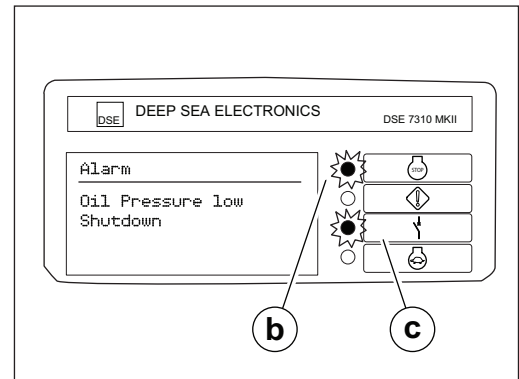 DSE DEEP SEA ELECTRONICS DSE 7310 MKII
Alarm
Oil Pressure low
Shutdown
STOP
b c